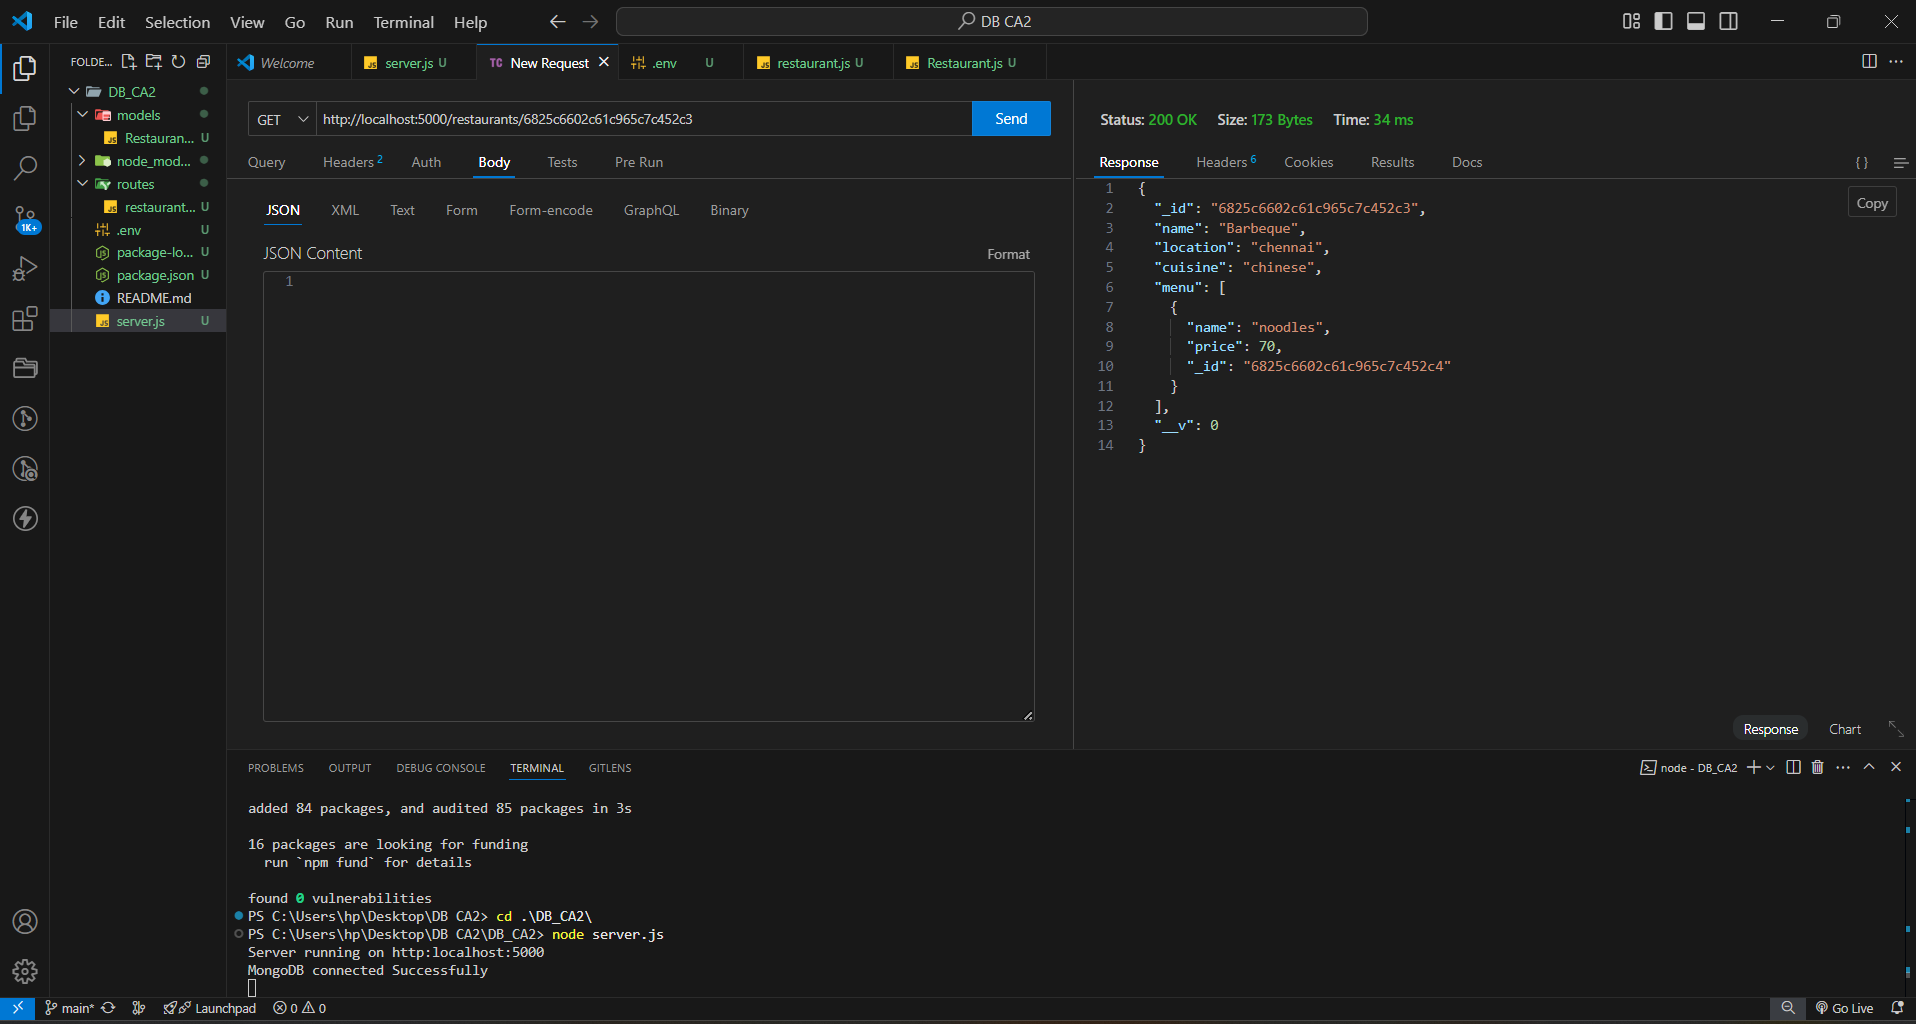 File Edit Selection View Go Run Terminal Help
DB CA2
FOLDE...
Welcome
server.js U
TC New Request
.env U
restaurant.js U
Restaurant.js U
DB_CA2
models
Restauran... U
node_mod...
routes
restaurant... U
.env U
package-lo... U
package.json U
README.md
server.js U
1K+
GET
http://localhost:5000/restaurants/6825c6602c61c965c7c452c3
Send
Query Headers 2 Auth Body Tests Pre Run
JSON XML Text Form Form-encode GraphQL Binary
JSON Content
Format
1
Status: 200 OK Size: 173 Bytes Time: 34 ms
Response Headers 6 Cookies Results Docs
{ }
Copy
1 {
2 "_id": "6825c6602c61c965c7c452c3",
3 "name": "Barbeque",
4 "location": "chennai",
5 "cuisine": "chinese",
6 "menu": [
7 {
8 "name": "noodles",
9 "price": 70,
10 "_id": "6825c6602c61c965c7c452c4"
11 }
12 ],
13 "__v": 0
14 }
Response Chart
PROBLEMS OUTPUT DEBUG CONSOLE TERMINAL GITLENS
node - DB_CA2
added 84 packages, and audited 85 packages in 3s
16 packages are looking for funding
run `npm fund` for details
found 0 vulnerabilities
PS C:\Users\hp\Desktop\DB CA2> cd .\DB_CA2\
PS C:\Users\hp\Desktop\DB CA2\DB_CA2> node server.js
Server running on http:localhost:5000
MongoDB connected Successfully
main* Launchpad 0 0
Go Live